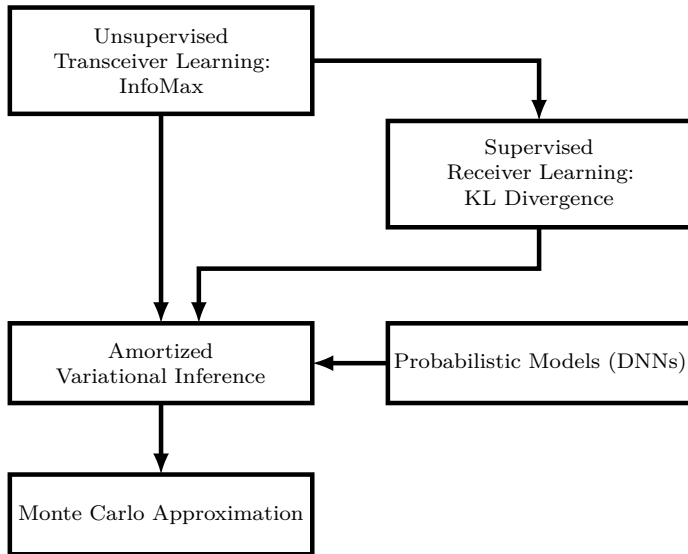 Unsupervised
Transceiver Learning:
InfoMax
Supervised
Receiver Learning:
KL Divergence
Amortized
Variational Inference
Probabilistic Models (DNNs)
Monte Carlo Approximation